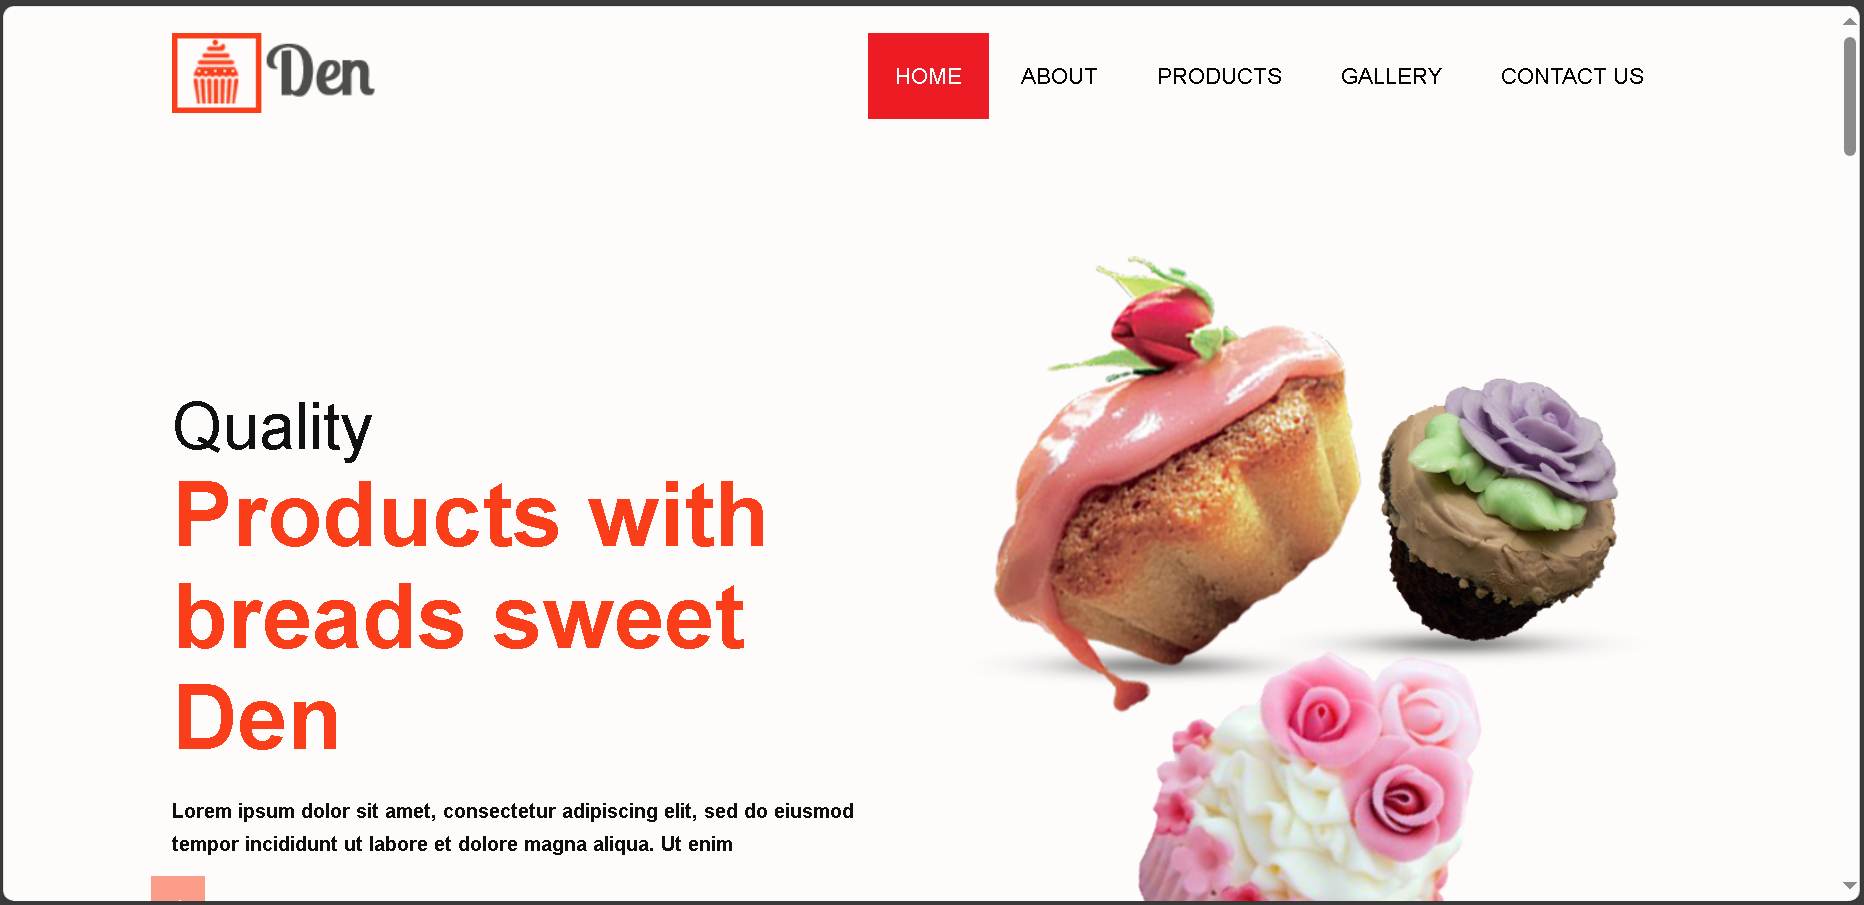 Den
HOME ABOUT PRODUCTS GALLERY CONTACT US
Quality
Products with
breads sweet
Den
Lorem ipsum dolor sit amet, consectetur adipiscing elit, sed do eiusmod
tempor incididunt ut labore et dolore magna aliqua. Ut enim